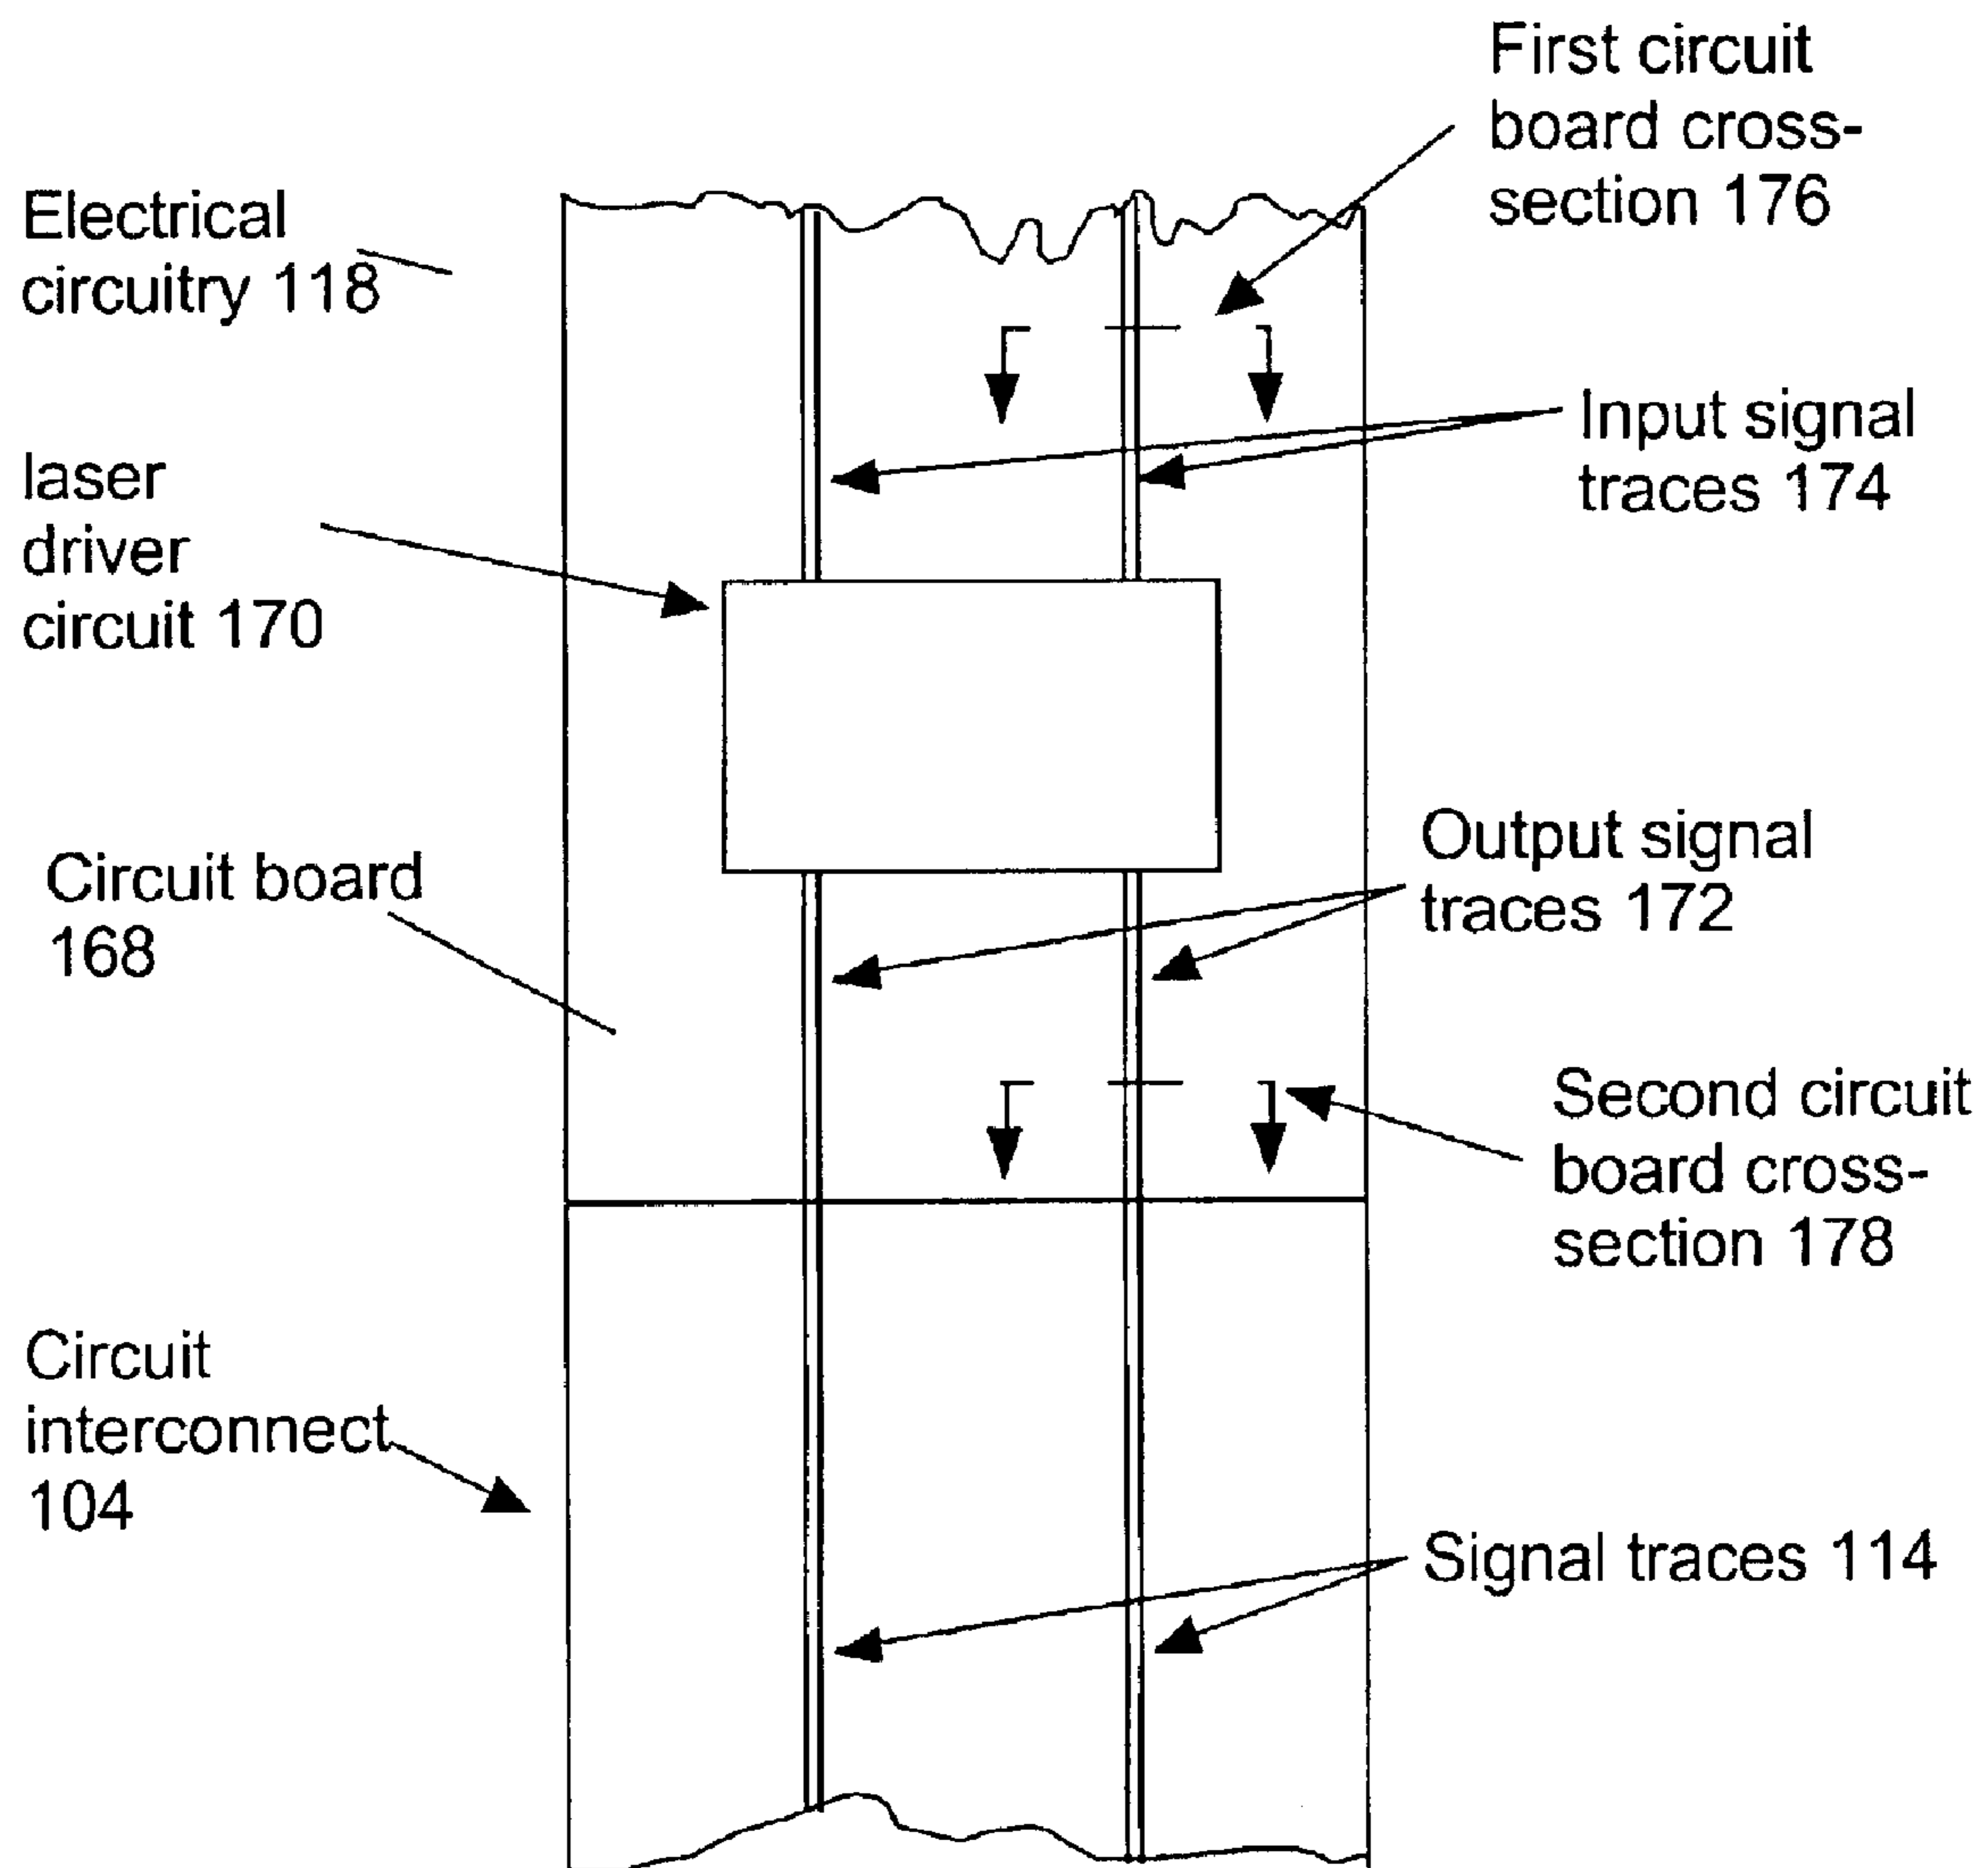 First circuit
board cross-
section 176
Electrical
circuitry 118
Input signal
traces 174
laser
driver
circuit 170
Output signal
traces 172
Circuit board
168
Second circuit
board cross-
section 178
Circuit
interconnect
104
Signal traces 114